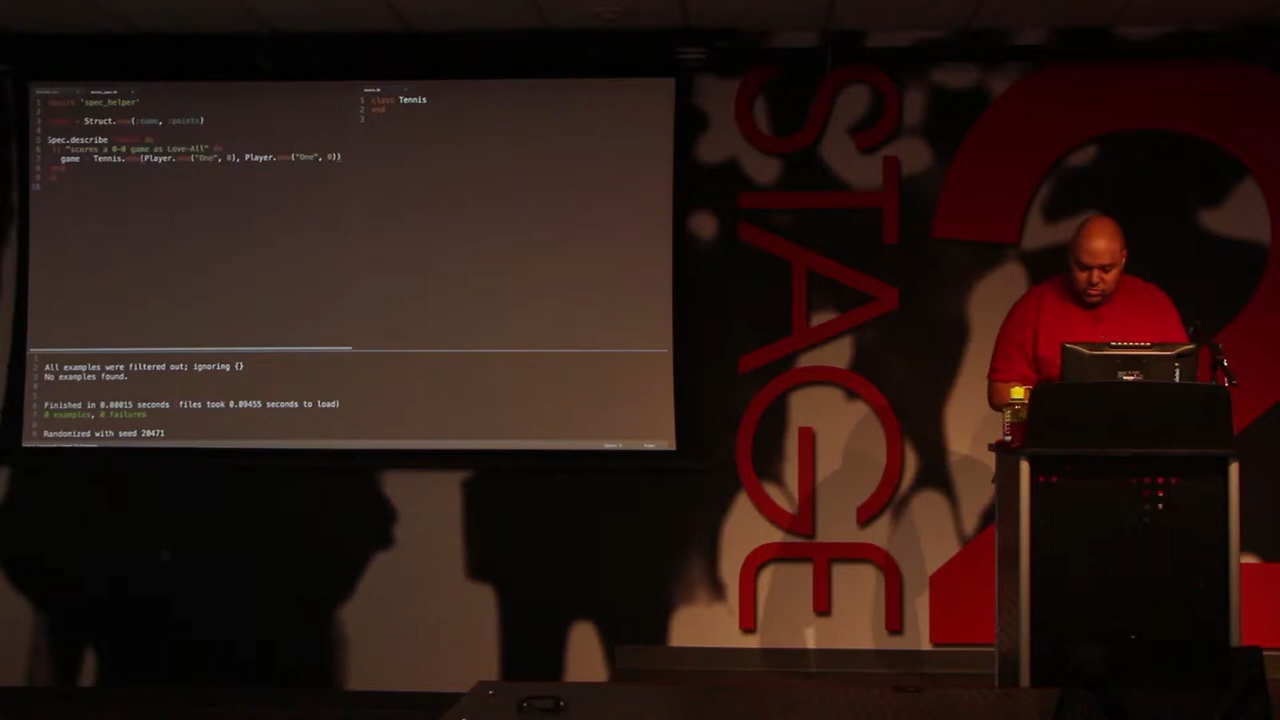 'spec_helper'
= Struct.new(:name, :points)
Spec.describe
"scores a 0-0 game as Love-All" do
game = Tennis.new(Player.new("One", 0), Player.new("One", 0))
end
class Tennis
end
All examples were filtered out; ignoring {}
No examples found.
Finished in 0.00015 seconds files took 0.09455 seconds to load)
0 examples, 0 failures
Randomized with seed 20471
STAGE
2